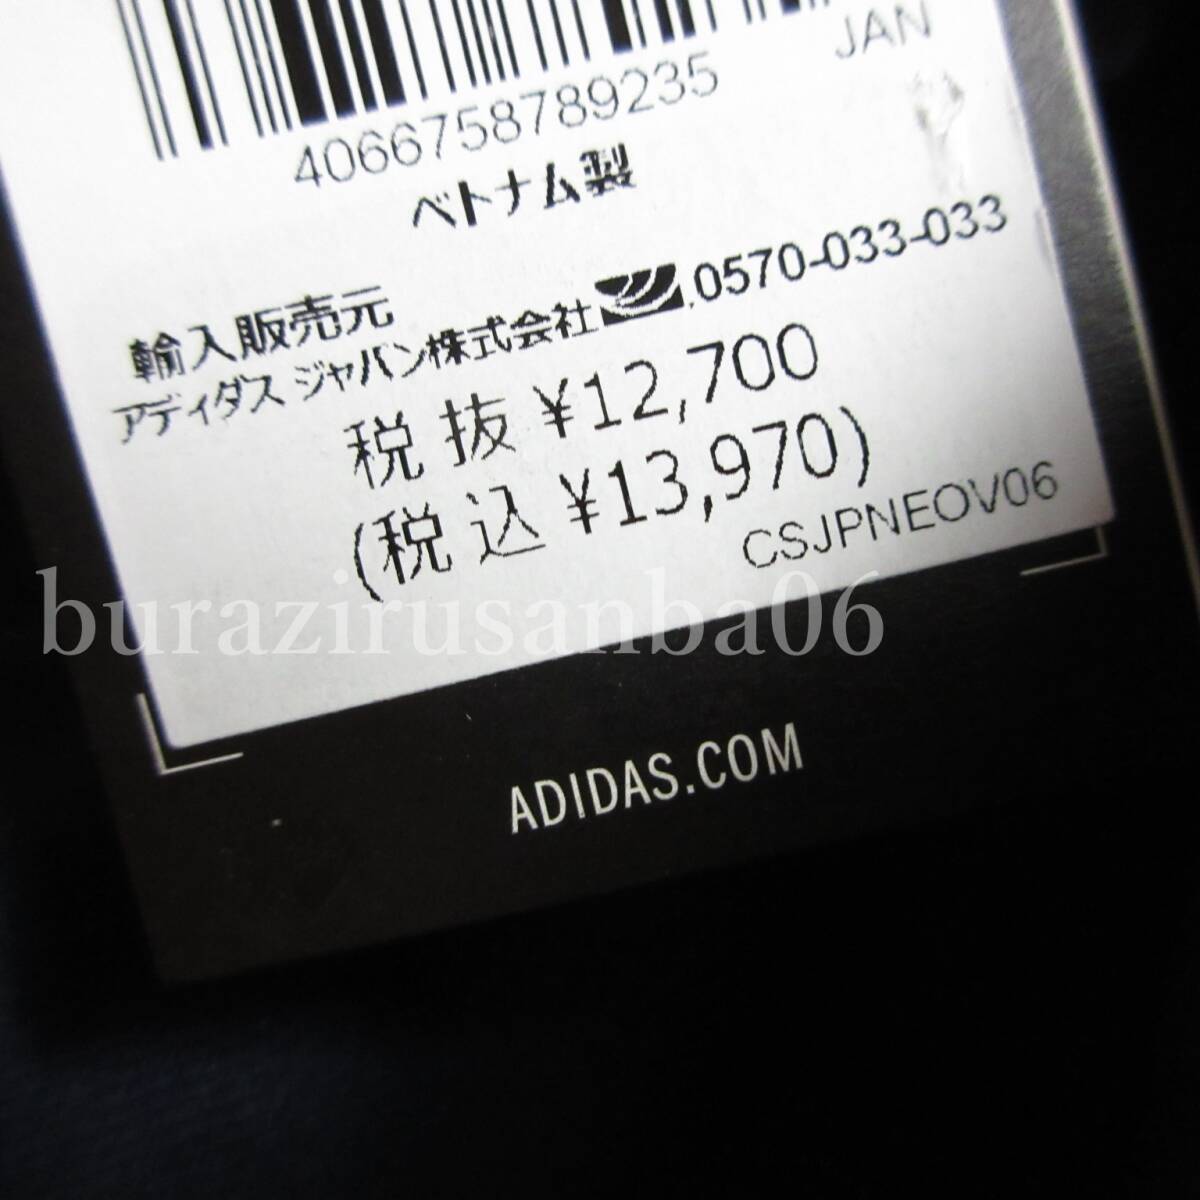 JAN
4066758789235
ベトナム製
輸入販売元
アディダス ジャパン株式会社 0570-033-033
税 抜 ¥12,700
(税 込 ¥13,970)
CSJPNEOV06
burazirusanba06
ADIDAS.COM